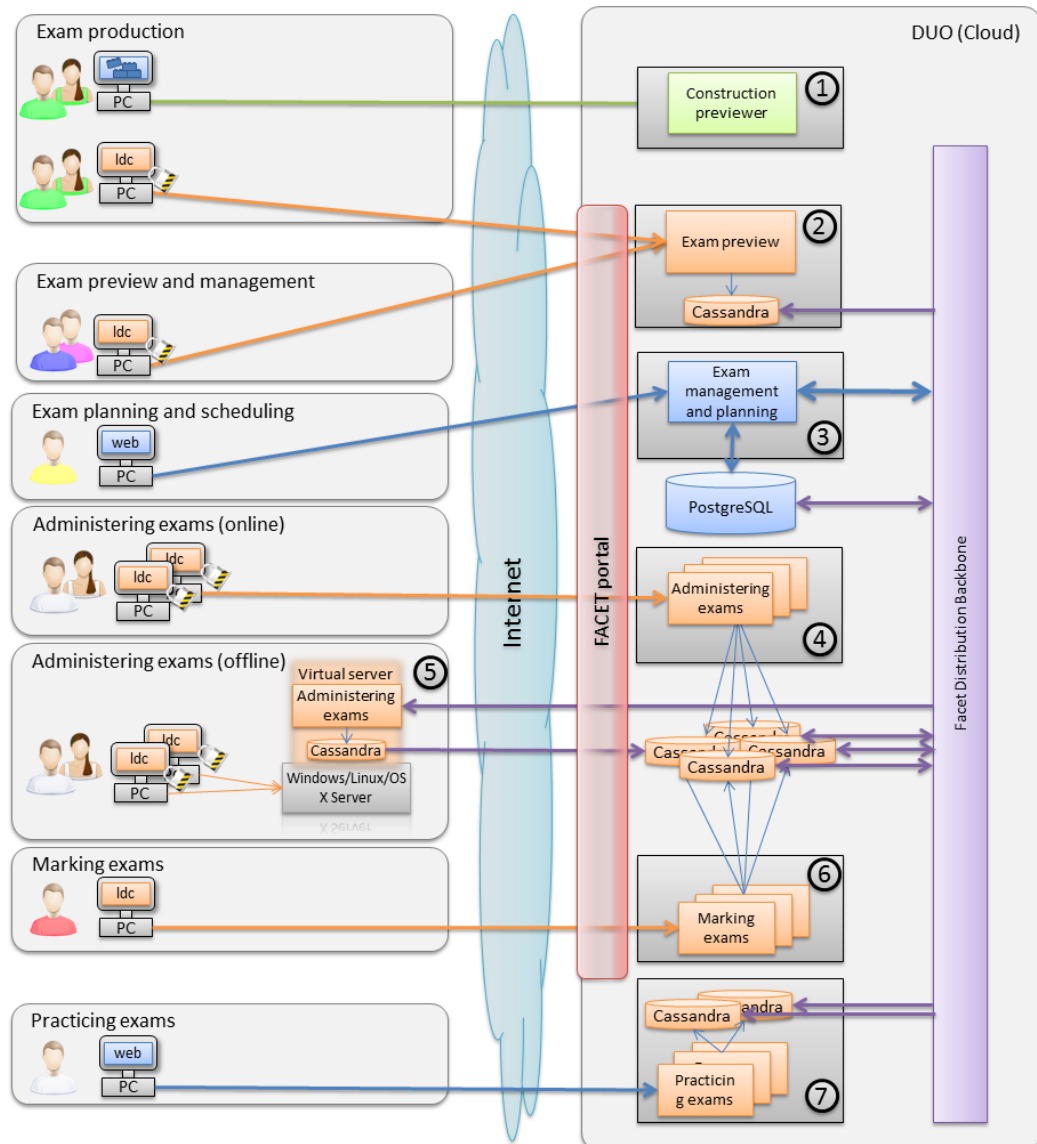 Exam production
PC
ldc
PC
Exam preview and management
ldc
PC
Exam planning and scheduling
web
PC
Administering exams (online)
ldc
ldc
PC
Administering exams (offline)
5
Virtual server
Administering
exams
Cassandra
Windows/Linux/OS
X Server
X Server
ldc
ldc
PC
Marking exams
ldc
PC
Practicing exams
web
PC
Internet
FACET portal
DUO (Cloud)
1
Construction
previewer
2
Exam preview
Cassandra
Exam
management
and planning
3
PostgreSQL
Administering
exams
4
Cassandra
Cassandra
6
Marking
exams
Cassandra
Practicin
g exams
7
Facet Distribution Backbone